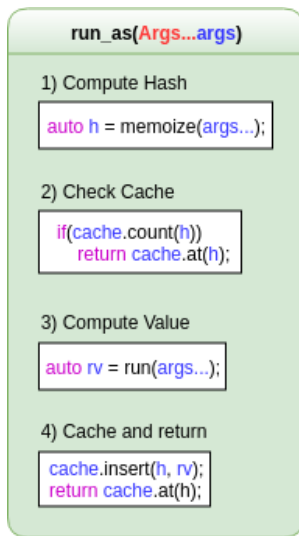 run_as(Args...args)
1) Compute Hash
auto h = memoize(args...);
2) Check Cache
if(cache.count(h))
return cache.at(h);
3) Compute Value
auto rv = run(args...);
4) Cache and return
cache.insert(h, rv);
return cache.at(h);